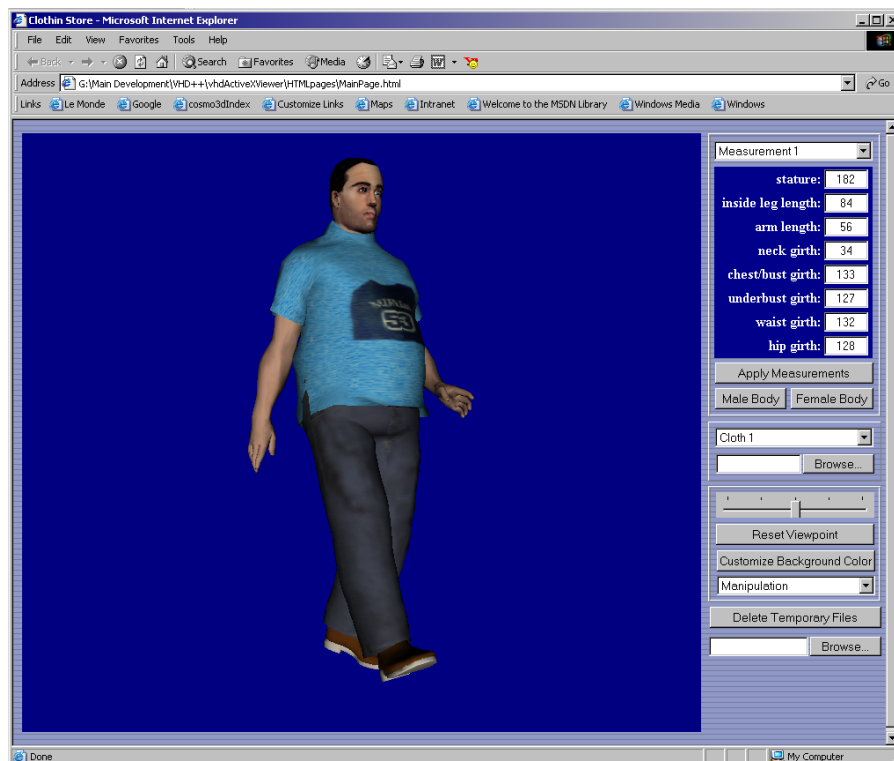 Clothin Store - Microsoft Internet Explorer
File Edit View Favorites Tools Help
Back Search Favorites Media
Address G:\Main Development\VHD++\vhdActiveXViewer\HTMLpages\MainPage.html Go
Links Le Monde Google cosmo3dIndex Customize Links Maps Intranet Welcome to the MSDN Library Windows Media Windows
Measurement 1
stature: 182
inside leg length: 84
arm length: 56
neck girth: 34
chest/bust girth: 133
underbust girth: 127
waist girth: 132
hip girth: 128
Apply Measurements
Male Body Female Body
Cloth 1
Browse...
Reset Viewpoint
Customize Background Color
Manipulation
Delete Temporary Files
Browse...
53
Done My Computer